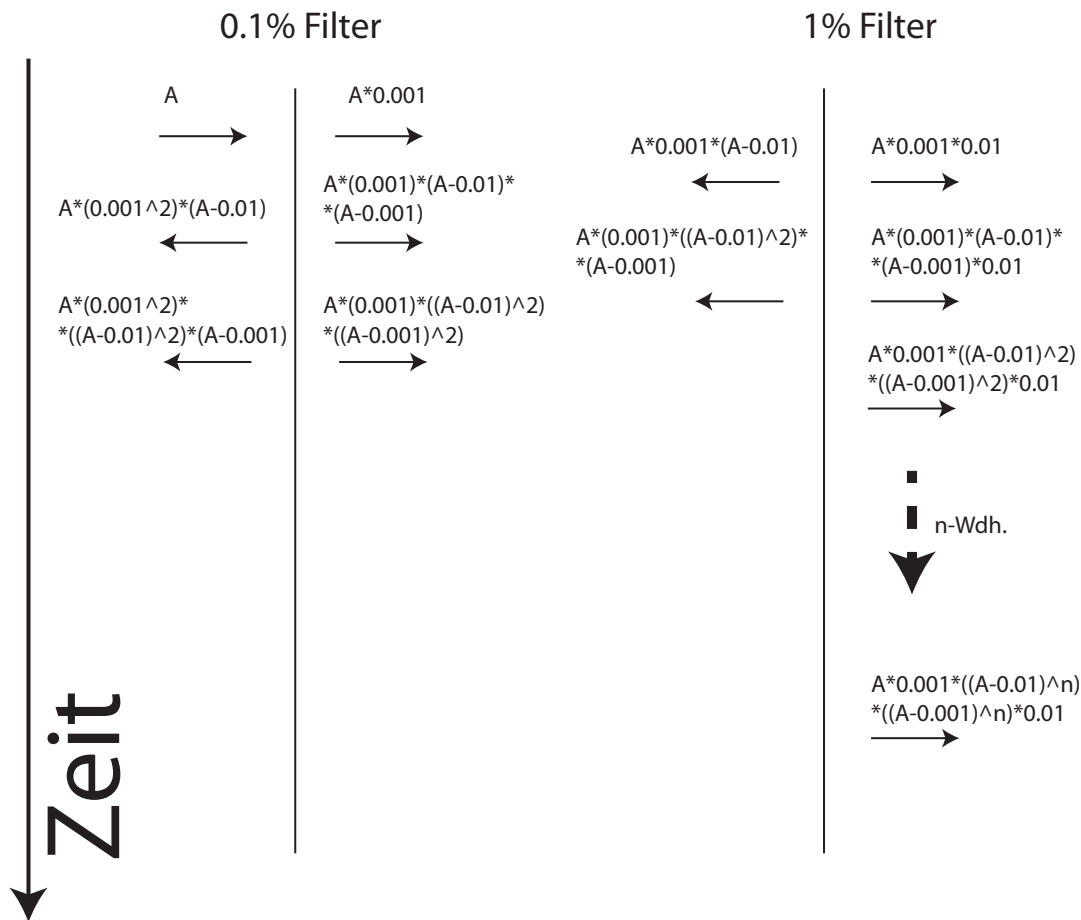 0.1% Filter
1% Filter
A
A*0.001
A*0.001*(A-0.01)
A*0.001*0.01
A*(0.001)*(A-0.01)*
*(A-0.001)
A*(0.001^2)*(A-0.01)
A*(0.001)*((A-0.01)^2)*
*(A-0.001)
A*(0.001)*(A-0.01)*
*(A-0.001)*0.01
A*(0.001^2)*
*((A-0.01)^2)*(A-0.001)
A*(0.001)*((A-0.01)^2)
*((A-0.001)^2)
A*0.001*((A-0.01)^2)
*((A-0.001)^2)*0.01
n-Wdh.
A*0.001*((A-0.01)^n)
*((A-0.001)^n)*0.01
Zeit